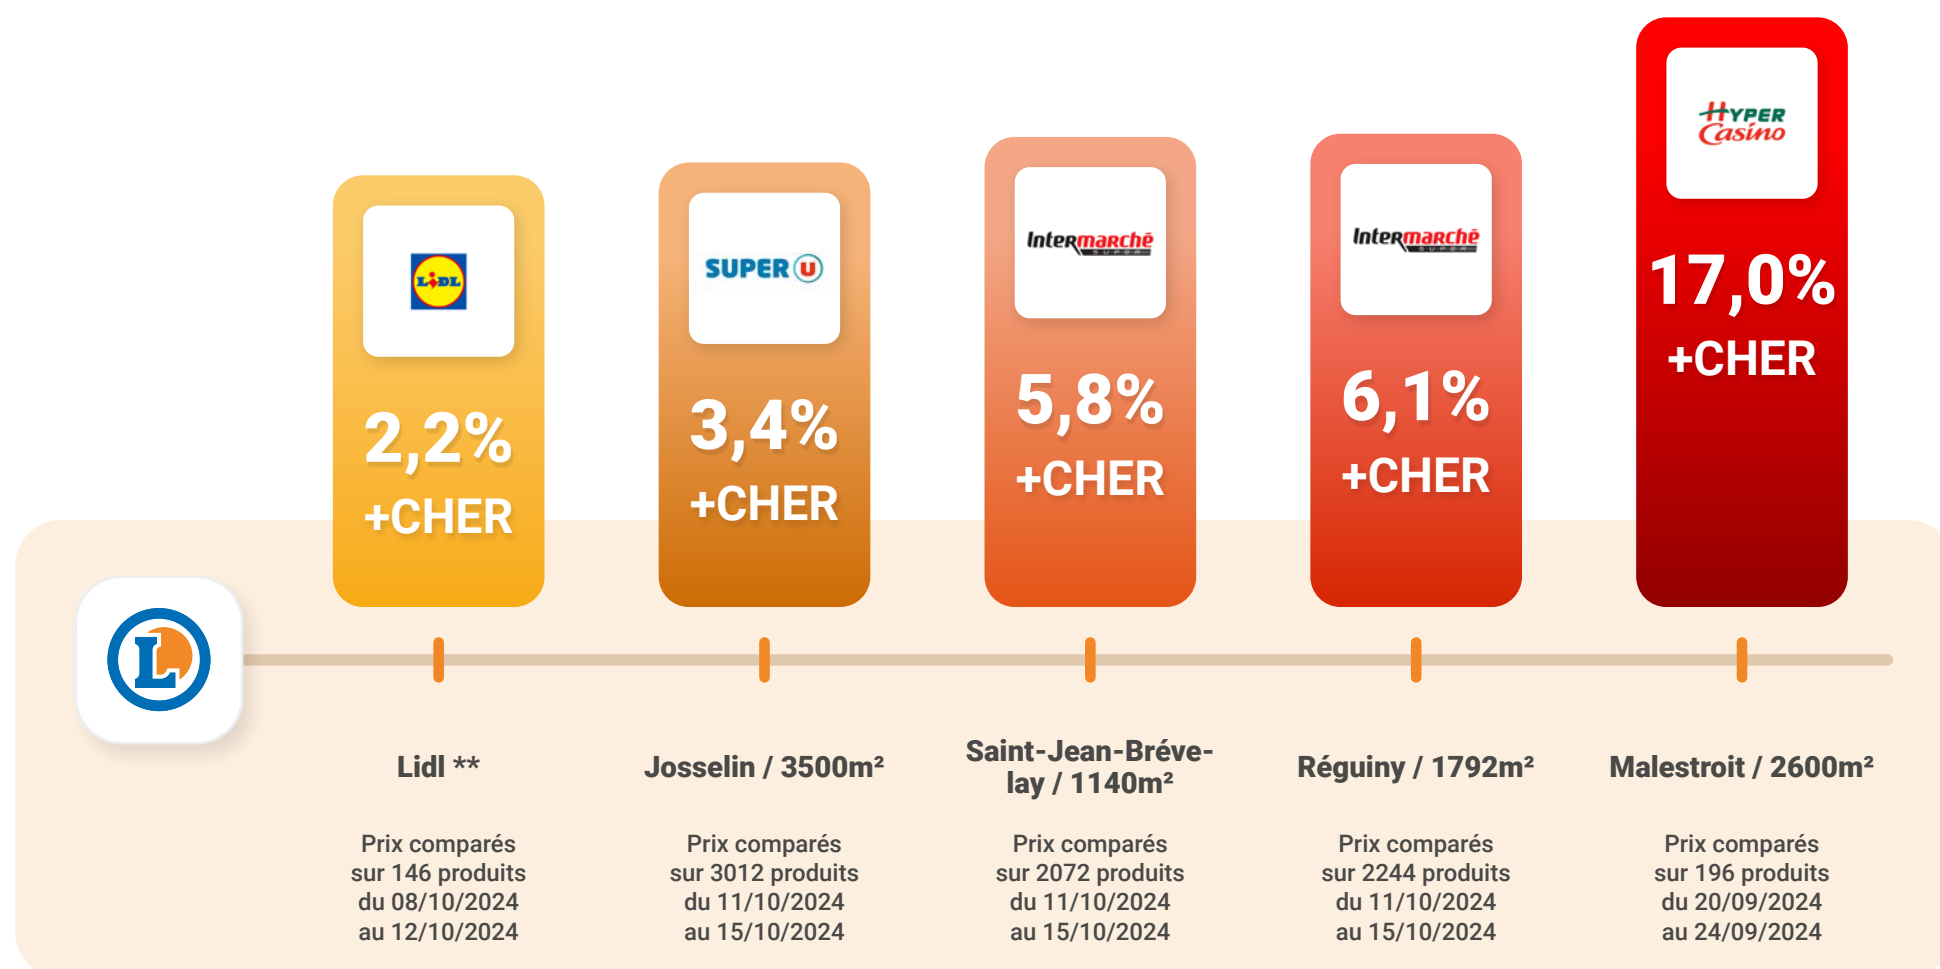 LIDL
2,2%
+CHER
SUPER U
3,4%
+CHER
Intermarchē
SUPER
5,8%
+CHER
Intermarchē
SUPER
6,1%
+CHER
HYPER
Casino
17,0%
+CHER
L
Lidl **
Prix comparés
sur 146 produits
du 08/10/2024
au 12/10/2024
Josselin / 3500m²
Prix comparés
sur 3012 produits
du 11/10/2024
au 15/10/2024
Saint-Jean-Bréve-
lay / 1140m²
Prix comparés
sur 2072 produits
du 11/10/2024
au 15/10/2024
Réguiny / 1792m²
Prix comparés
sur 2244 produits
du 11/10/2024
au 15/10/2024
Malestroit / 2600m²
Prix comparés
sur 196 produits
du 20/09/2024
au 24/09/2024